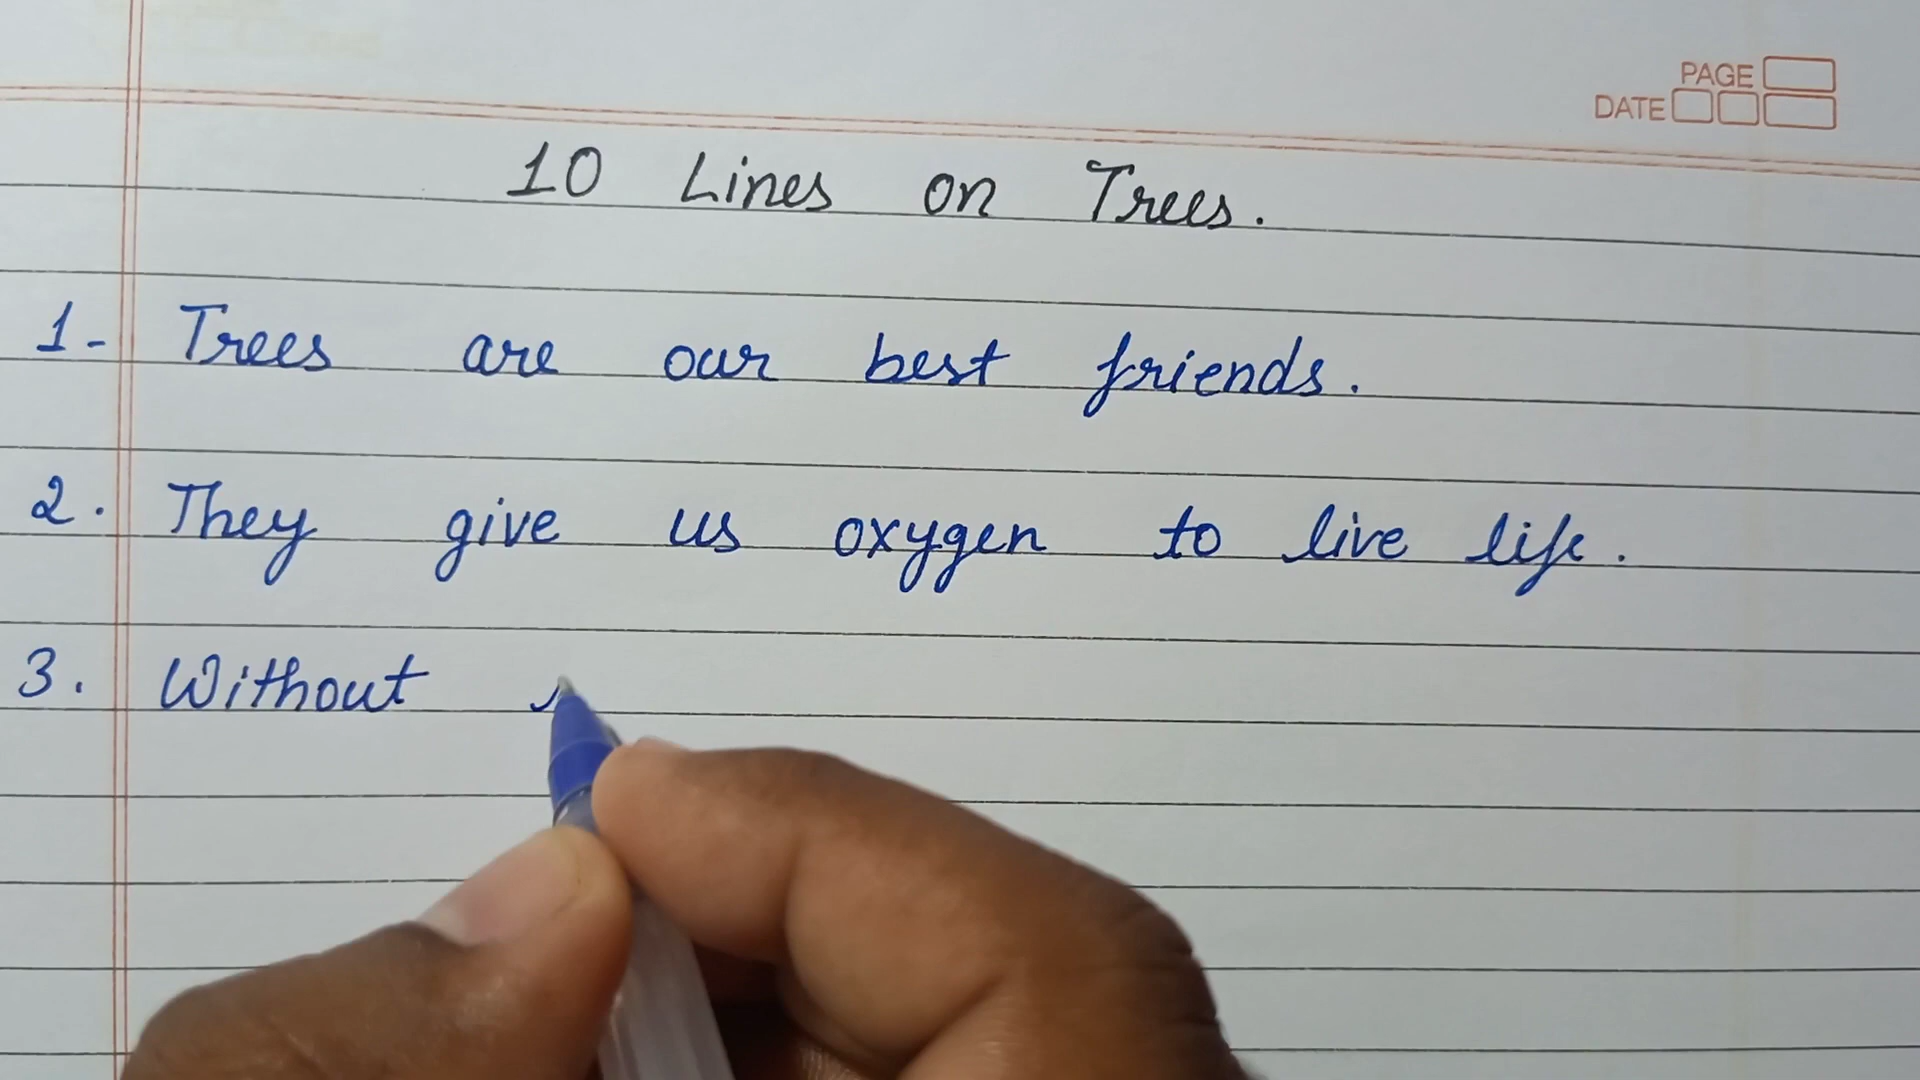 PAGE
DATE
10 Lines on Trees.
1- Trees are our best friends.
2. They give us oxygen to live life.
3. Without